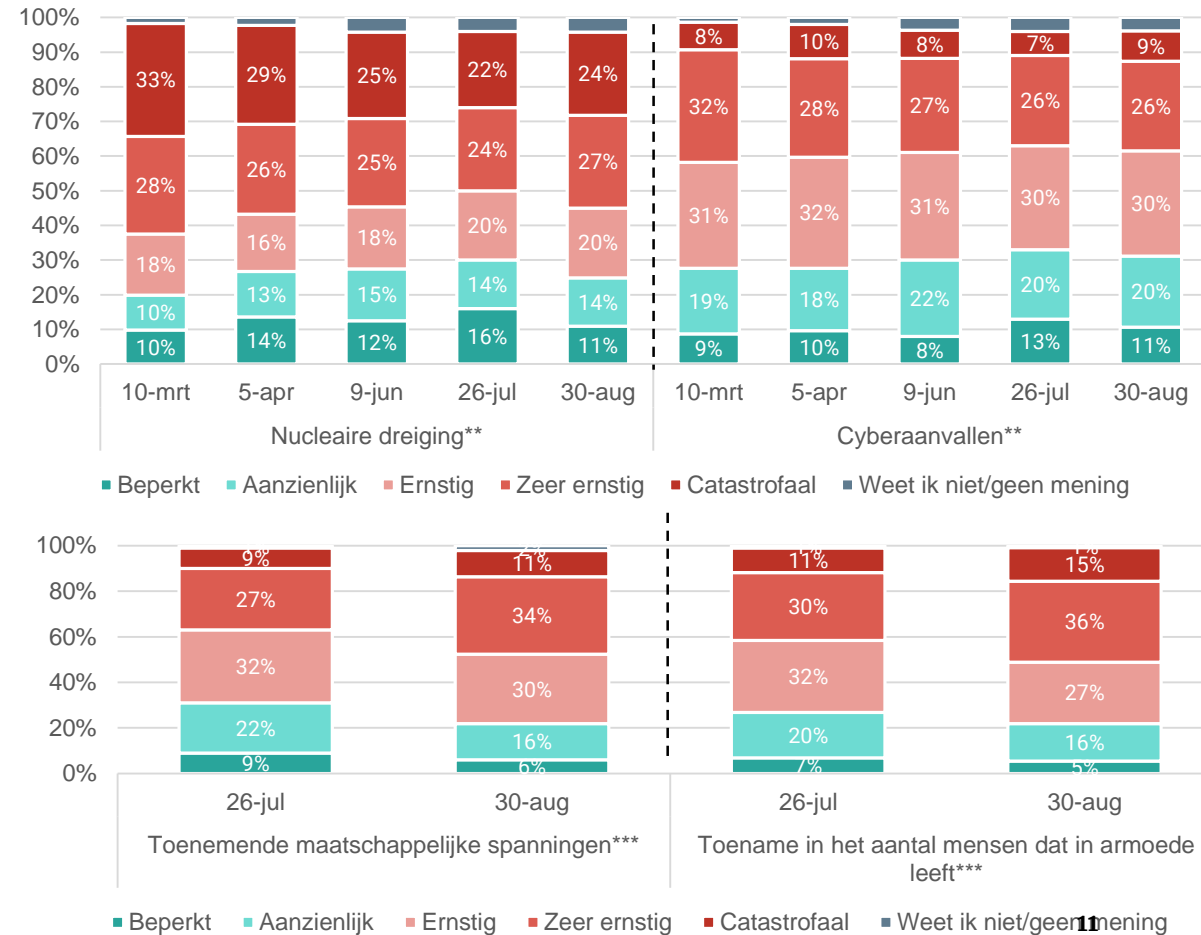 100%
90%
80%
70%
60%
50%
40%
30%
20%
10%
0%
33% 29% 25% 22% 24% 8% 10% 8% 7% 9%
28% 26% 25% 24% 27% 32% 28% 27% 26% 26%
18% 16% 18% 20% 20% 31% 32% 31% 30% 30%
10% 13% 15% 14% 14% 19% 18% 22% 20% 20%
10% 14% 12% 16% 11% 9% 10% 8% 13% 11%
10-mrt 5-apr 9-jun 26-jul 30-aug 10-mrt 5-apr 9-jun 26-jul 30-aug
Nucleaire dreiging** Cyberaanvallen**
Beperkt Aanzienlijk Ernstig Zeer ernstig Catastrofaal Weet ik niet/geen mening
100%
80%
60%
40%
20%
0%
9% 11% 11% 15%
27% 34% 30% 36%
32% 30% 32% 27%
22% 16% 20% 16%
9% 6% 7% 5%
26-jul 30-aug 26-jul 30-aug
Toenemende maatschappelijke spanningen*** Toename in het aantal mensen dat in armoede
leeft***
Beperkt Aanzienlijk Ernstig Zeer ernstig Catastrofaal Weet ik niet/geen mening
11